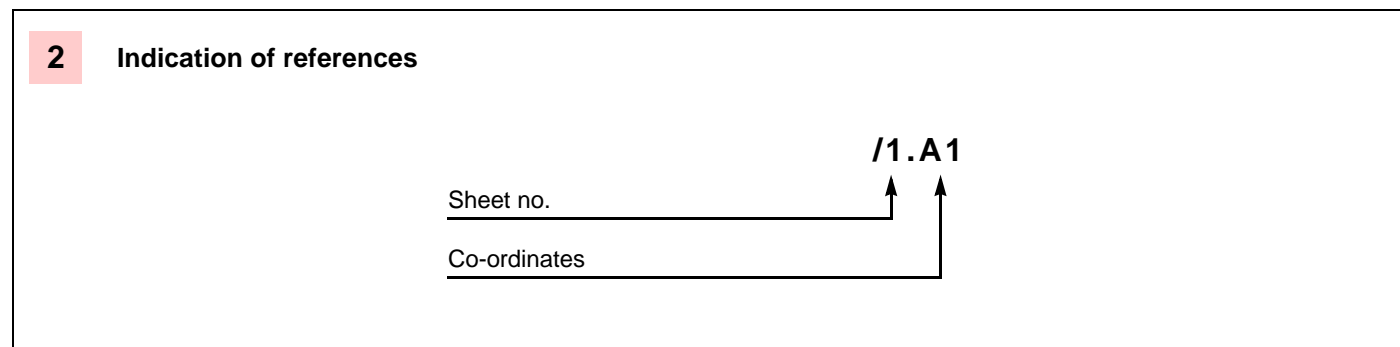 2 Indication of references
/1.A1
Sheet no.
Co-ordinates